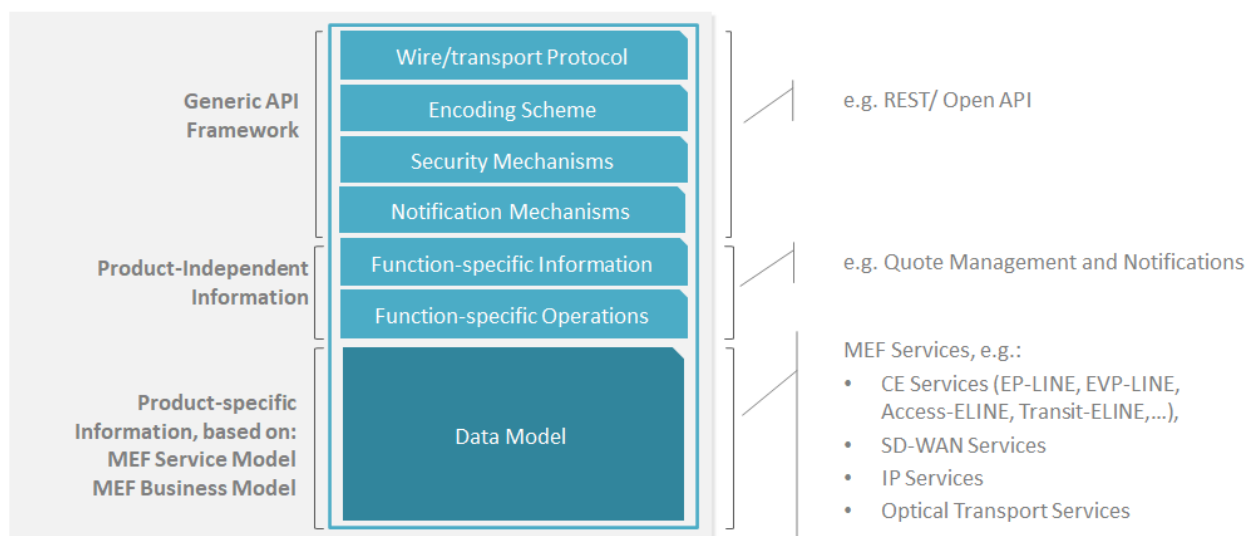 Generic API
Framework
Wire/transport Protocol
Encoding Scheme
Security Mechanisms
Notification Mechanisms
e.g. REST/ Open API
Product-Independent
Information
Function-specific Information
Function-specific Operations
e.g. Quote Management and Notifications
Product-specific
Information, based on:
MEF Service Model
MEF Business Model
Data Model
MEF Services, e.g.:
• CE Services (EP-LINE, EVP-LINE,
Access-ELINE, Transit-ELINE,...),
• SD-WAN Services
• IP Services
• Optical Transport Services